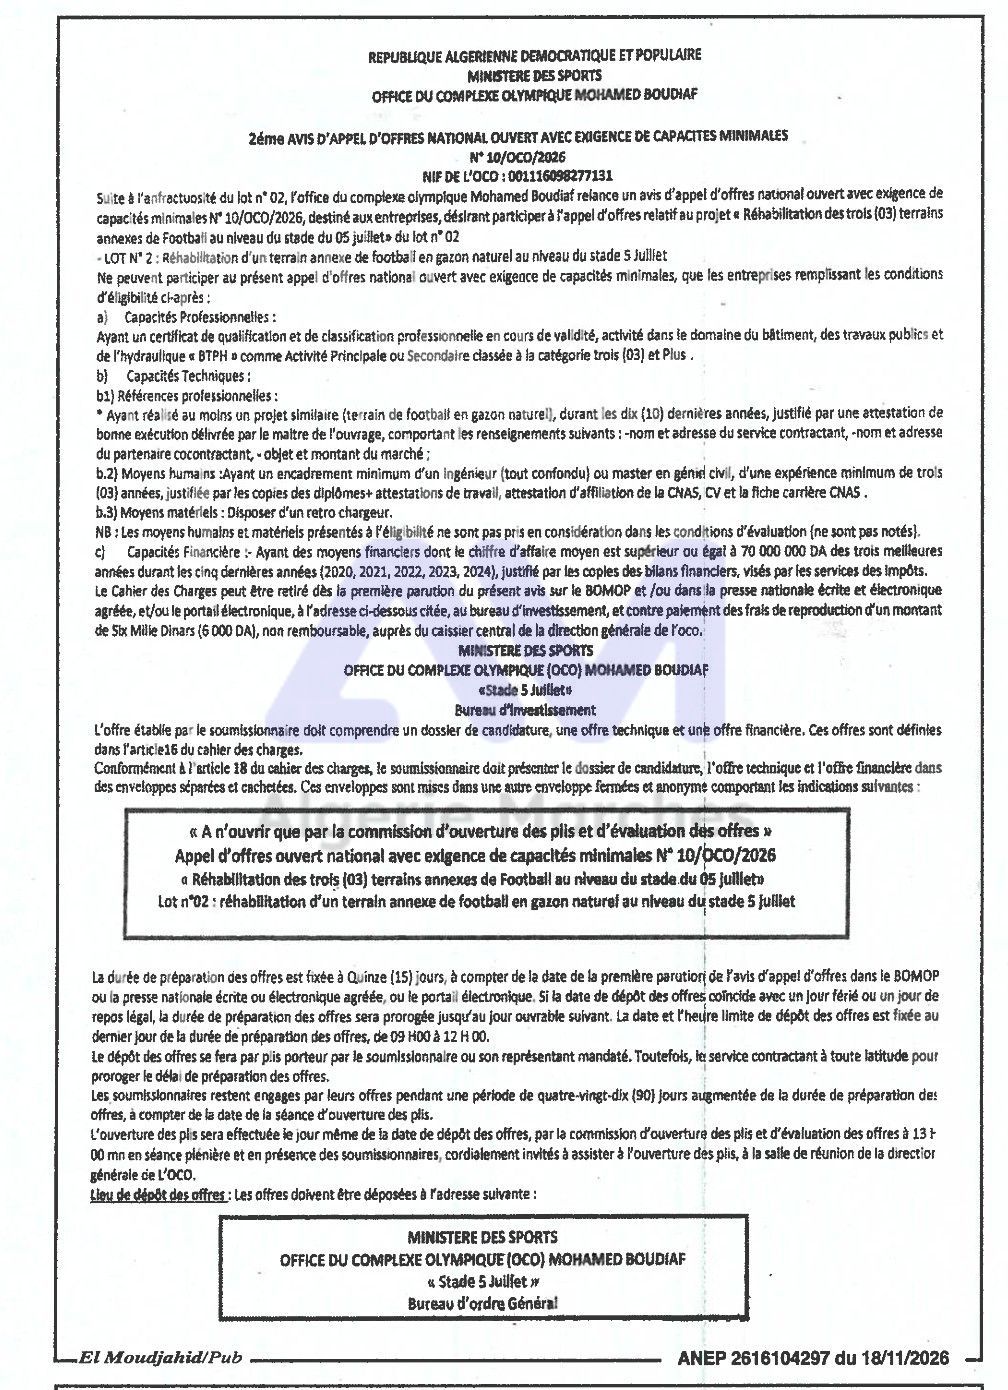 REPUBLIQUE ALGERIENNE DEMOCRATIQUE ET POPULAIRE
MINISTERE DES SPORTS
OFFICE DU COMPLEXE OLYMPIQUE MOHAMED BOUDIAF
2éme AVIS D'APPEL D'OFFRES NATIONAL OUVERT AVEC EXIGENCE DE CAPACITES MINIMALES
N° 10/OCO/2026
NIF DE L'OCO : 001116098277131
Suite à l'anfractuosité du lot n° 02, l'office du complexe olympique Mohamed Boudiaf relance un avis d'appel d'offres national ouvert avec exigence de
capacités minimales N° 10/OCO/2026, destiné aux entreprises, désirant participer à l'appel d'offres relatif au projet « Réhabilitation des trois (03) terrains
annexes de Football au niveau du stade du 05 juillet» du lot n° 02
- LOT N° 2 : Réhabilitation d'un terrain annexe de football en gazon naturel au niveau du stade 5 Juillet
Ne peuvent participer au présent appel d'offres national ouvert avec exigence de capacités minimales, que les entreprises remplissant les conditions
d'éligibilité ci-après :
a) Capacités Professionnelles :
Ayant un certificat de qualification et de classification professionnelle en cours de validité, activité dans le domaine du bâtiment, des travaux publics et
de l'hydraulique « BTPH » comme Activité Principale ou Secondaire classée à la catégorie trois (03) et Plus .
b) Capacités Techniques :
b1) Références professionnelles :
* Ayant réalisé au moins un projet similaire (terrain de football en gazon naturel), durant les dix (10) dernières années, justifié par une attestation de
bonne exécution délivrée par le maitre de l'ouvrage, comportant les renseignements suivants : -nom et adresse du service contractant, -nom et adresse
du partenaire cocontractant, - objet et montant du marché ;
b.2) Moyens humains :Ayant un encadrement minimum d'un ingénieur (tout confondu) ou master en génie civil, d'une expérience minimum de trois
(03) années, justifiée par les copies des diplômes+ attestations de travail, attestation d'affiliation de la CNAS, CV et la fiche carrière CNAS .
b.3) Moyens matériels : Disposer d'un retro chargeur.
NB : Les moyens humains et matériels présentés à l'éligibilité ne sont pas pris en considération dans les conditions d'évaluation (ne sont pas notés).
c) Capacités Financière :- Ayant des moyens financiers dont le chiffre d'affaire moyen est supérieur ou égal à 70 000 000 DA des trois meilleures
années durant les cinq dernières années (2020, 2021, 2022, 2023, 2024), justifié par les copies des bilans financiers, visés par les services des impôts.
Le Cahier des Charges peut être retiré dès la première parution du présent avis sur le BOMOP et /ou dans la presse nationale écrite et électronique
agréée, et/ou le portail électronique, à l'adresse ci-dessous citée, au bureau d'investissement, et contre paiement des frais de reproduction d'un montant
de Six Mille Dinars (6 000 DA), non remboursable, auprès du caissier central de la direction générale de l'oco.
MINISTERE DES SPORTS
OFFICE DU COMPLEXE OLYMPIQUE (OCO) MOHAMED BOUDIAF
«Stade 5 Juillet»
Bureau d'investissement
L'offre établie par le soumissionnaire doit comprendre un dossier de candidature, une offre technique et une offre financière. Ces offres sont définies
dans l'article16 du cahier des charges.
Conformément à l'article 18 du cahier des charges, le soumissionnaire doit présenter le dossier de candidature, l'offre technique et l'offre financière dans
des enveloppes séparées et cachetées. Ces enveloppes sont mises dans une autre enveloppe fermées et anonyme comportant les indications suivantes :
Algerie Marches
« A n'ouvrir que par la commission d'ouverture des plis et d'évaluation des offres »
Appel d'offres ouvert national avec exigence de capacités minimales N° 10/OCO/2026
« Réhabilitation des trois (03) terrains annexes de Football au niveau du stade du 05 juillet»
Lot n°02 : réhabilitation d'un terrain annexe de football en gazon naturel au niveau du stade 5 juillet
La durée de préparation des offres est fixée à Quinze (15) jours, à compter de la date de la première parution de l'avis d'appel d'offres dans le BOMOP
ou la presse nationale écrite ou électronique agréée, ou le portail électronique. Si la date de dépôt des offres coïncide avec un jour férié ou un jour de
repos légal, la durée de préparation des offres sera prorogée jusqu'au jour ouvrable suivant. La date et l'heure limite de dépôt des offres est fixée au
dernier jour de la durée de préparation des offres, de 09 H00 à 12 H 00.
Le dépôt des offres se fera par plis porteur par le soumissionnaire ou son représentant mandaté. Toutefois, le service contractant à toute latitude pour
proroger le délai de préparation des offres.
Les soumissionnaires restent engages par leurs offres pendant une période de quatre-vingt-dix (90) jours augmentée de la durée de préparation des
offres, à compter de la date de la séance d'ouverture des plis.
L'ouverture des plis sera effectuée le jour même de la date de dépôt des offres, par la commission d'ouverture des plis et d'évaluation des offres à 13 H
00 mn en séance plénière et en présence des soumissionnaires, cordialement invités à assister à l'ouverture des plis, à la salle de réunion de la direction
générale de L'OCO.
Lieu de dépôt des offres : Les offres doivent être déposées à l'adresse suivante :
MINISTERE DES SPORTS
OFFICE DU COMPLEXE OLYMPIQUE (OCO) MOHAMED BOUDIAF
« Stade 5 Juillet »
Bureau d'ordre Général
El Moudjahid/Pub
ANEP 2616104297 du 18/11/2026